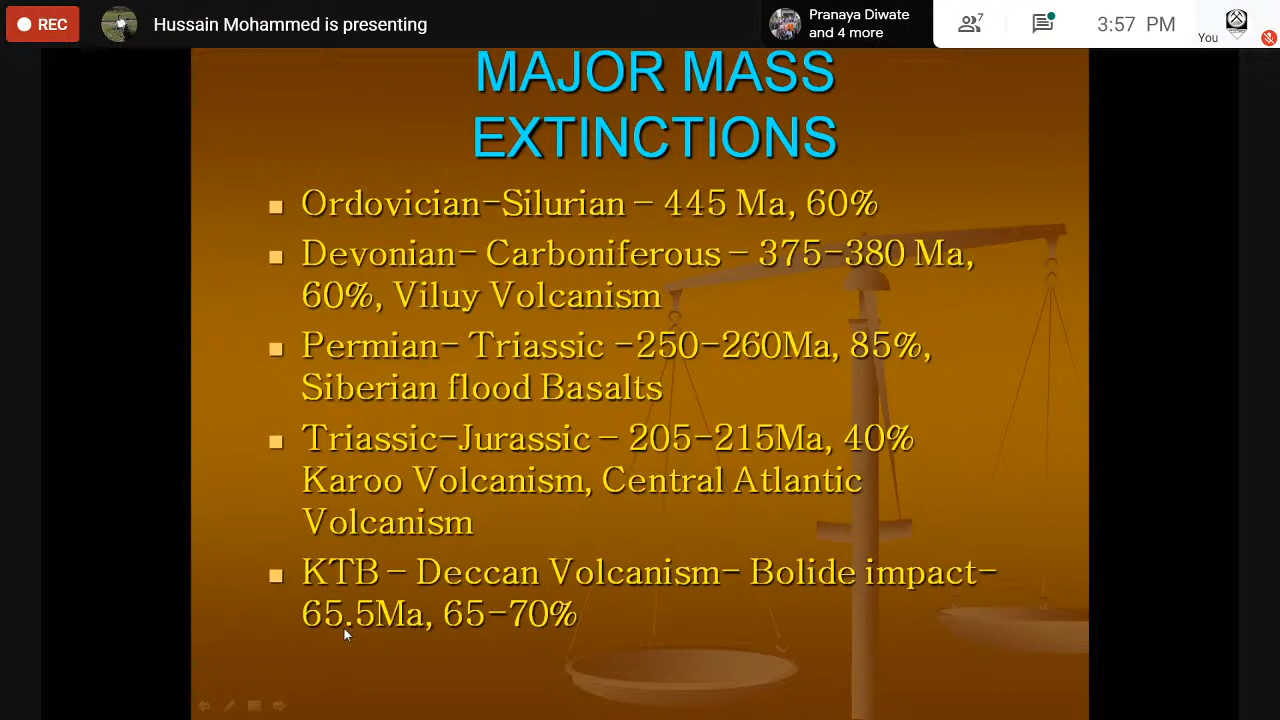 REC
Hussain Mohammed is presenting
Pranaya Diwate
and 4 more
7
3:57 PM
You
MAJOR MASS
EXTINCTIONS
Ordovician-Silurian – 445 Ma, 60%
Devonian- Carboniferous – 375-380 Ma,
60%, Viluy Volcanism
Permian- Triassic -250-260Ma, 85%,
Siberian flood Basalts
Triassic-Jurassic – 205-215Ma, 40%
Karoo Volcanism, Central Atlantic
Volcanism
KTB – Deccan Volcanism- Bolide impact-
65.5Ma, 65-70%